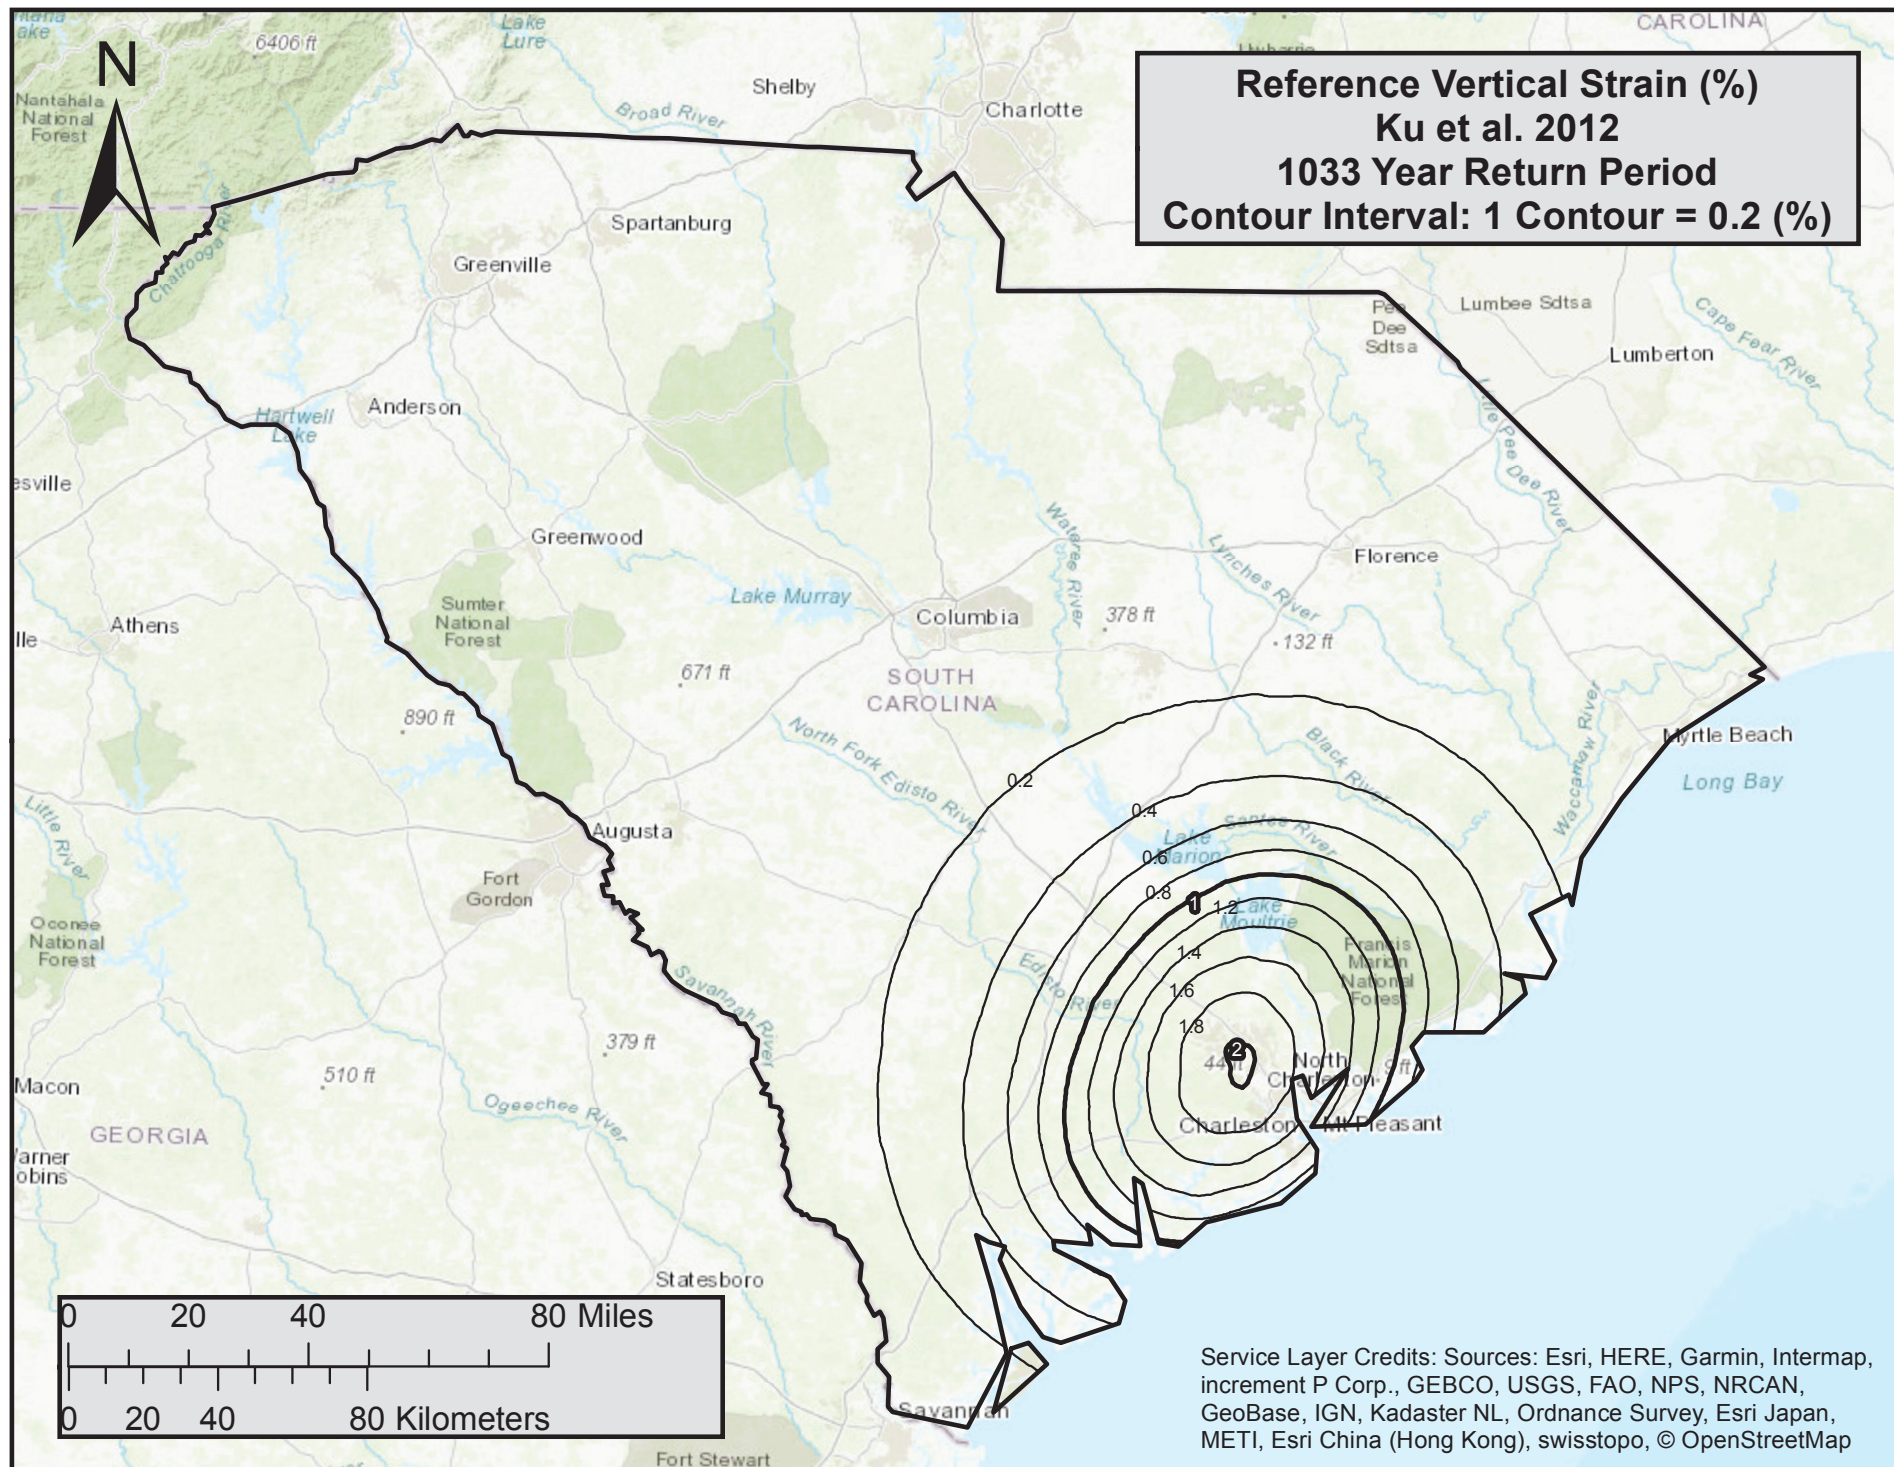 CAROLINA
6406 ft
Lake
Lure
N
Nantahala
National
Forest
Shelby
Broad River
Charlotte
Reference Vertical Strain (%)
Ku et al. 2012
1033 Year Return Period
Contour Interval: 1 Contour = 0.2 (%)
Chatrooga River
Spartanburg
Greenville
Pee
Dee
Sdtsa
Lumbee Sdtsa
Cape Fear River
Lumberton
Anderson
Hartwell
Lake
Little Pee Dee River
esville
Greenwood
Wateree River
Lynches River
Florence
Sumter
National
Forest
Lake Murray
Columbia
378 ft
132 ft
Athens
lle
671 ft
SOUTH
CAROLINA
890 ft
North Fork Edisto River
Black River
Waccamaw River
Myrtle Beach
Long Bay
0.2
0.4
Little River
Augusta
Santee River
Lake
Marion
0.6
0.8
1
1.2
Lake
Moultrie
Fort
Gordon
Oconee
National
Forest
Francis
Marion
National
Forest
1.4
Edisto River
Savannah River
1.6
1.8
2
44 ft
North
Charleston
9 ft
379 ft
510 ft
Macon
Ogeechee River
Charleston
Mt Pleasant
GEORGIA
arner
obins
Statesboro
0 20 40 80 Miles
0 20 40 80 Kilometers
Savannah
Fort Stewart
Service Layer Credits: Sources: Esri, HERE, Garmin, Intermap,
increment P Corp., GEBCO, USGS, FAO, NPS, NRCAN,
GeoBase, IGN, Kadaster NL, Ordnance Survey, Esri Japan,
METI, Esri China (Hong Kong), swisstopo, © OpenStreetMap